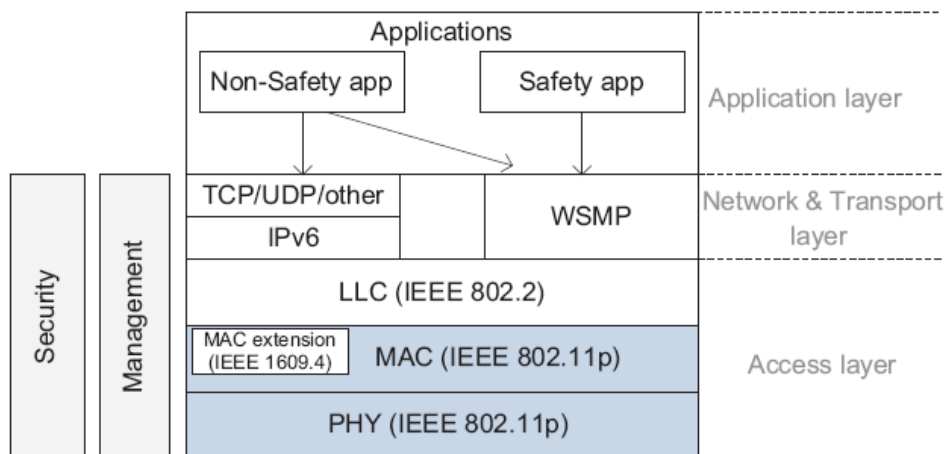 Applications
Non-Safety app
Safety app
Application layer
TCP/UDP/other
IPv6
WSMP
Network & Transport
layer
LLC (IEEE 802.2)
MAC extension
(IEEE 1609.4)
MAC (IEEE 802.11p)
PHY (IEEE 802.11p)
Access layer
Security
Management